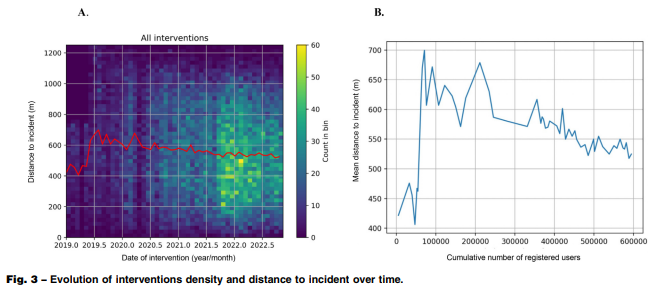 A.
B.
All interventions
1200
1000
800
600
400
200
0
Distance to incident (m)
2019.0 2019.5 2020.0 2020.5 2021.0 2021.5 2022.0 2022.5
Date of intervention (year/month)
60
50
40
30
20
10
0
Count in bin
700
650
600
550
500
450
400
Mean distance to incident (m)
0 100000 200000 300000 400000 500000 600000
Cumulative number of registered users
Fig. 3 – Evolution of interventions density and distance to incident over time.